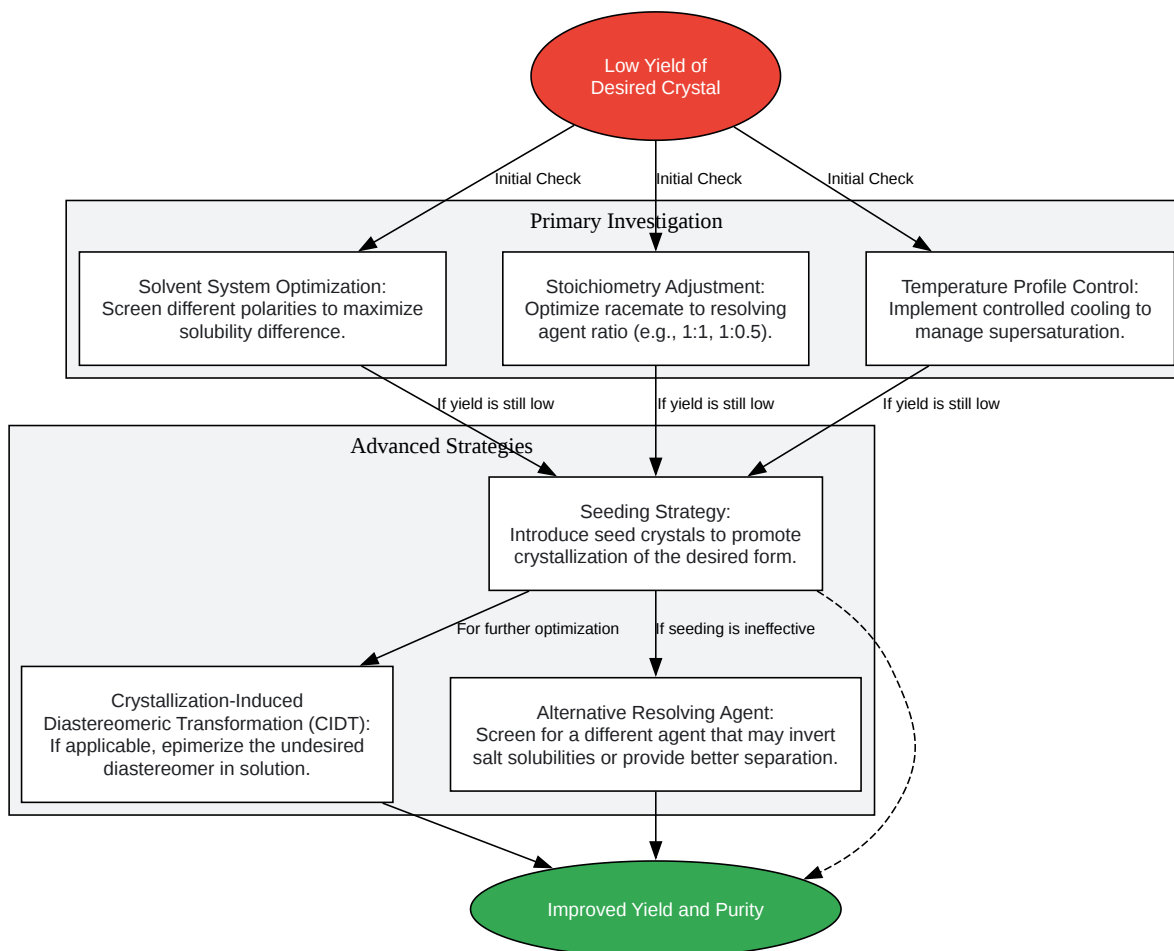 Low Yield of
Desired Crystal
Initial Check
Initial Check
Initial Check
Primary Investigation
Solvent System Optimization:
Screen different polarities to maximize
solubility difference.
Stoichiometry Adjustment:
Optimize racemate to resolving
agent ratio (e.g., 1:1, 1:0.5).
Temperature Profile Control:
Implement controlled cooling to
manage supersaturation.
If yield is still low
If yield is still low
If yield is still low
Advanced Strategies
Seeding Strategy:
Introduce seed crystals to promote
crystallization of the desired form.
For further optimization
If seeding is ineffective
Crystallization-Induced
Diastereomeric Transformation (CIDT):
If applicable, epimerize the undesired
diastereomer in solution.
Alternative Resolving Agent:
Screen for a different agent that may invert
salt solubilities or provide better separation.
Improved Yield and Purity